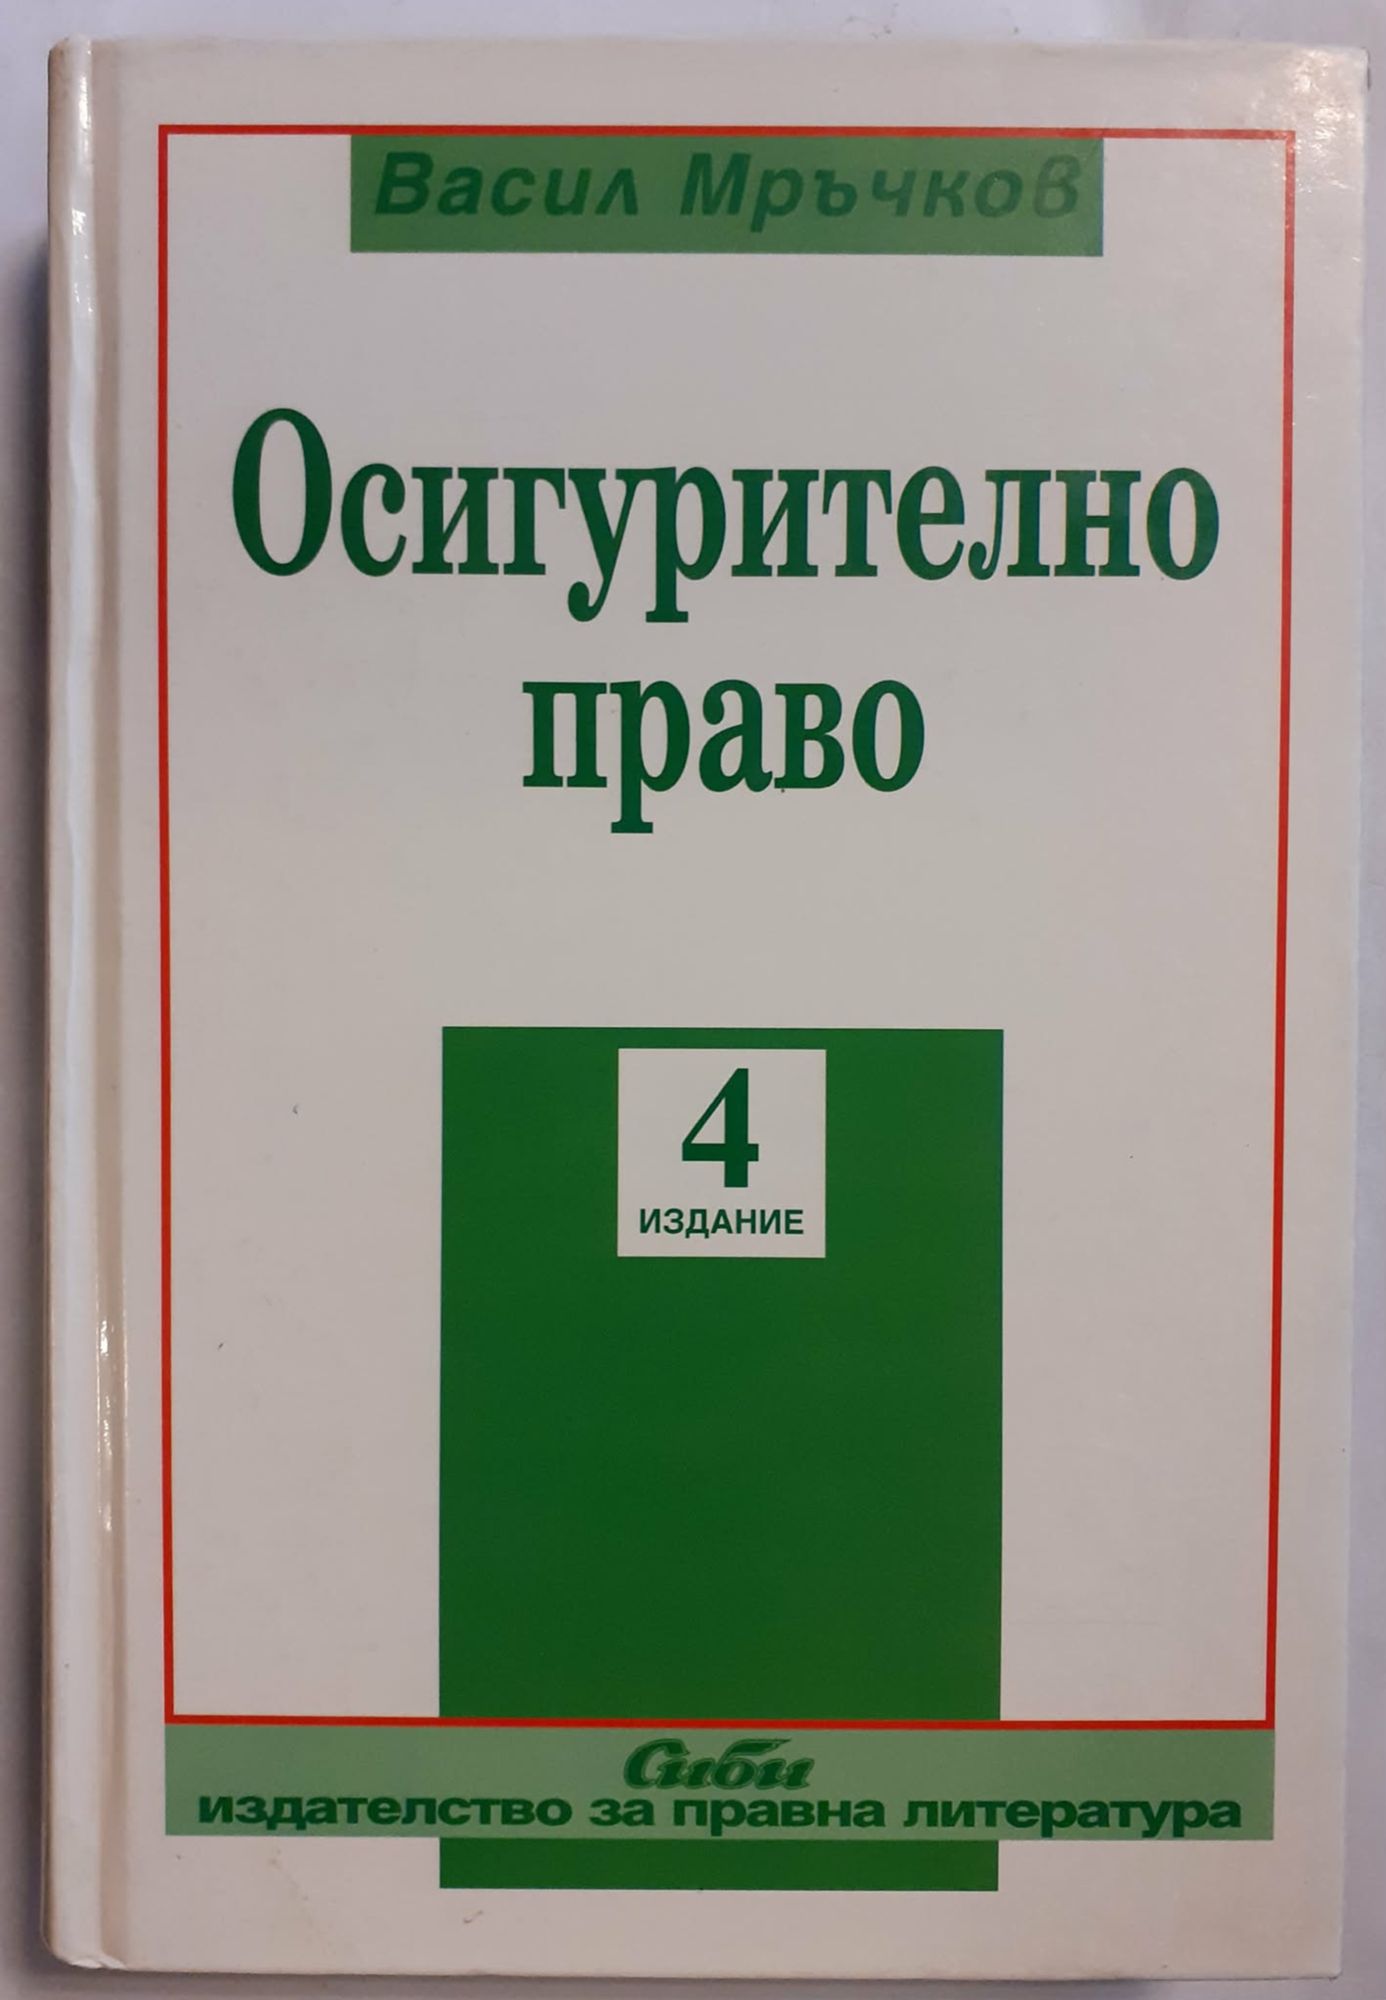 Васил Мръчков
Осигурително
право
4
ИЗДАНИЕ
Сиби
издателство за правна литература